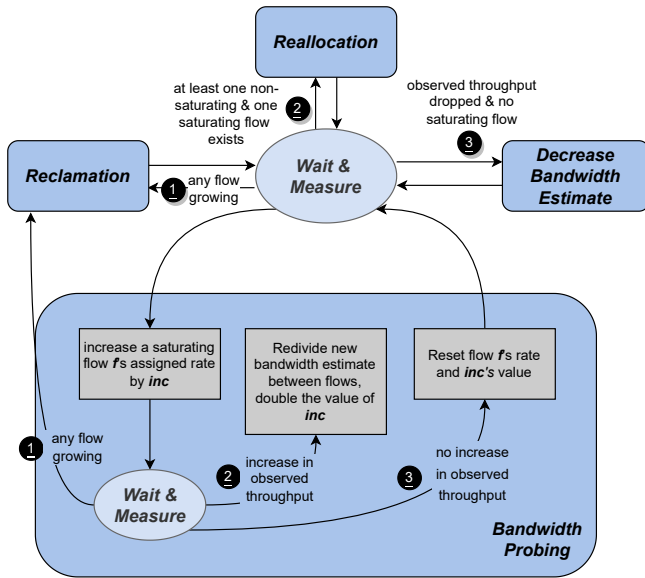 Reallocation
at least one non-
saturating & one
saturating flow
exists
2
observed throughput
dropped & no
saturating flow
3
Reclamation
Wait &
Measure
Decrease
Bandwidth
Estimate
1
any flow
growing
increase a saturating
flow f's assigned rate
by inc
Redivide new
bandwidth estimate
between flows,
double the value of
inc
Reset flow f's rate
and inc's value
1
any flow
growing
Wait &
Measure
2
increase in
observed
throughput
3
no increase
in observed
throughput
Bandwidth
Probing